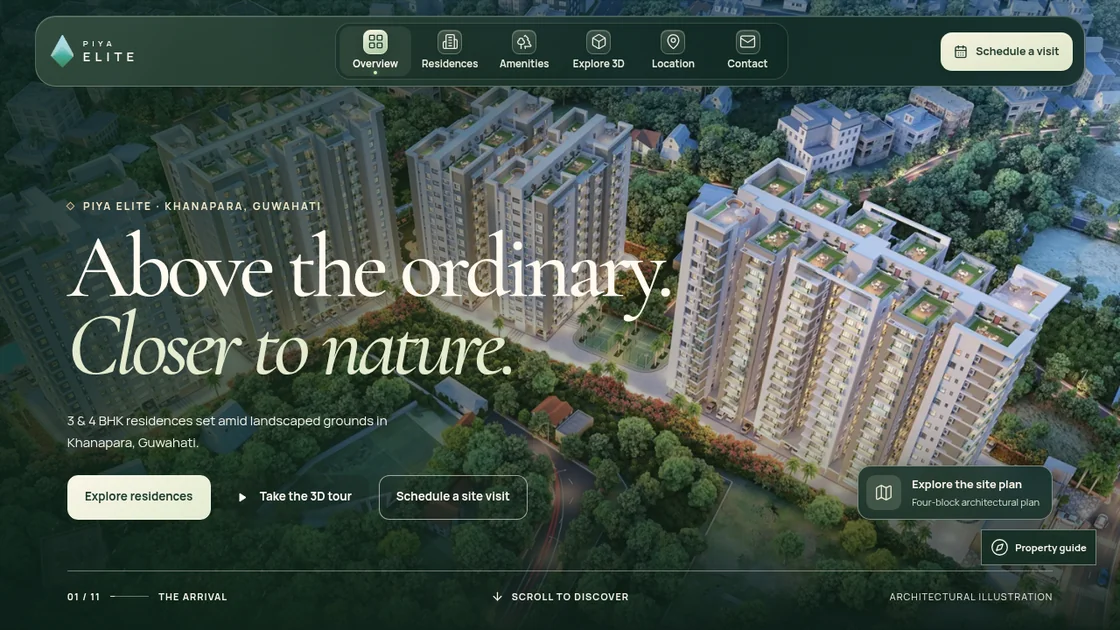 PIYA
ELITE
Overview
Residences
Amenities
Explore 3D
Location
Contact
Schedule a visit
PIYA ELITE · KHANAPARA, GUWAHATI
Above the ordinary.
Closer to nature.
3 & 4 BHK residences set amid landscaped grounds in
Khanapara, Guwahati.
Explore residences
Take the 3D tour
Schedule a site visit
Explore the site plan
Four-block architectural plan
Property guide
01 / 11
THE ARRIVAL
SCROLL TO DISCOVER
ARCHITECTURAL ILLUSTRATION